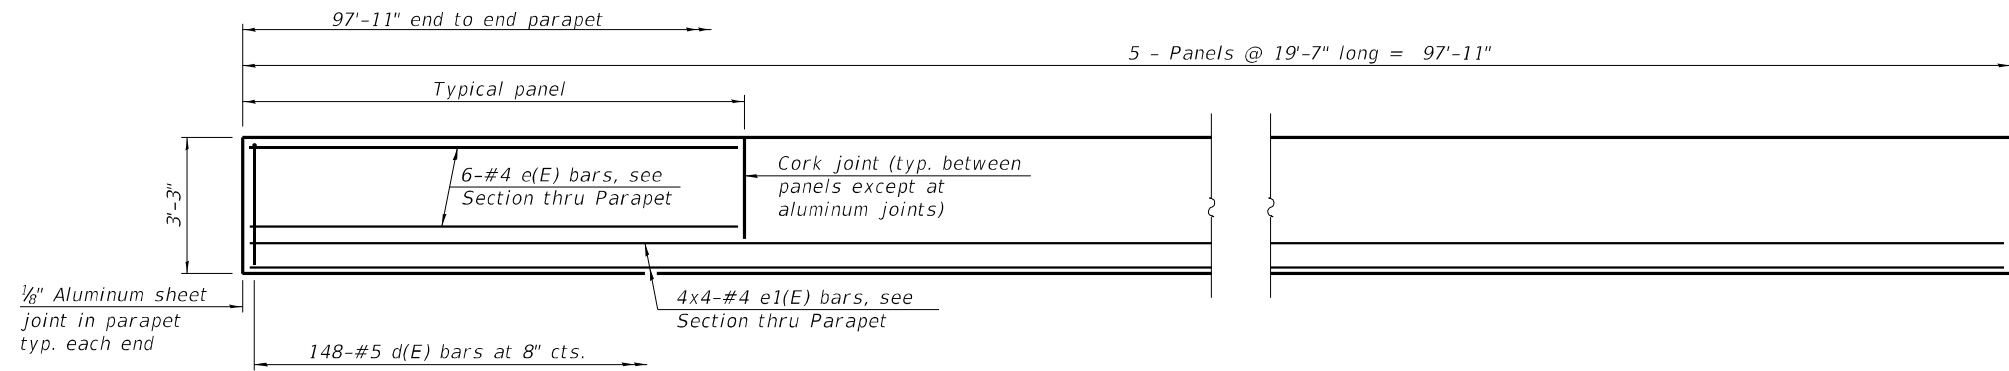 97'-11" end to end parapet
5 - Panels @ 19'-7" long = 97'-11"
Typical panel
3'-3"
6-#4 e(E) bars, see
Section thru Parapet
Cork joint (typ. between
panels except at
aluminum joints)
⅛" Aluminum sheet
joint in parapet
typ. each end
4x4-#4 e1(E) bars, see
Section thru Parapet
148-#5 d(E) bars at 8" cts.